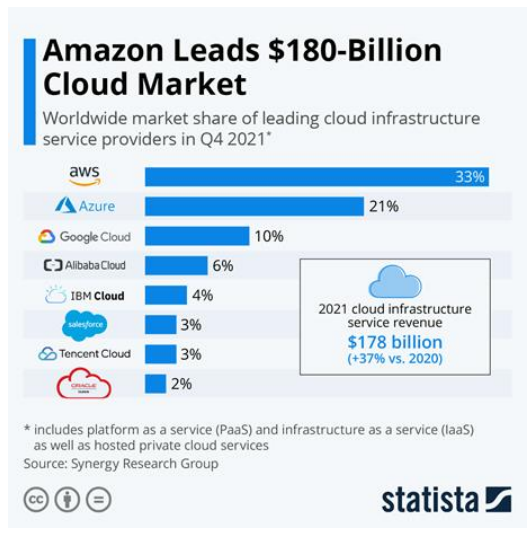 Amazon Leads $180-Billion
Cloud Market
Worldwide market share of leading cloud infrastructure
service providers in Q4 2021*
aws
33%
Azure
21%
Google Cloud
10%
Alibaba Cloud
6%
IBM Cloud
4%
salesforce
3%
Tencent Cloud
3%
ORACLE
2%
2021 cloud infrastructure
service revenue
$178 billion
(+37% vs. 2020)
* includes platform as a service (PaaS) and infrastructure as a service (IaaS)
as well as hosted private cloud services
Source: Synergy Research Group
cc
statista